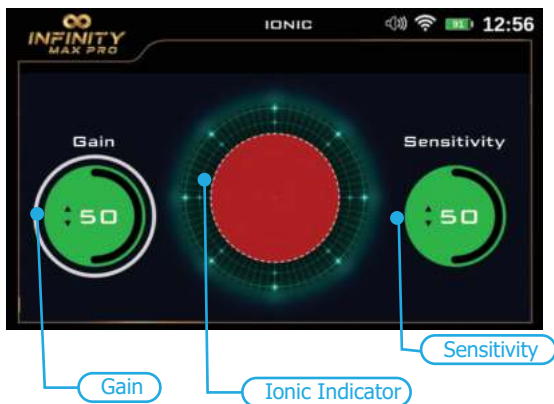 INFINITY
MAX PRO
IONIC
91
12:56
Gain
Sensitivity
50
50
Sensitivity
Gain
Ionic Indicator